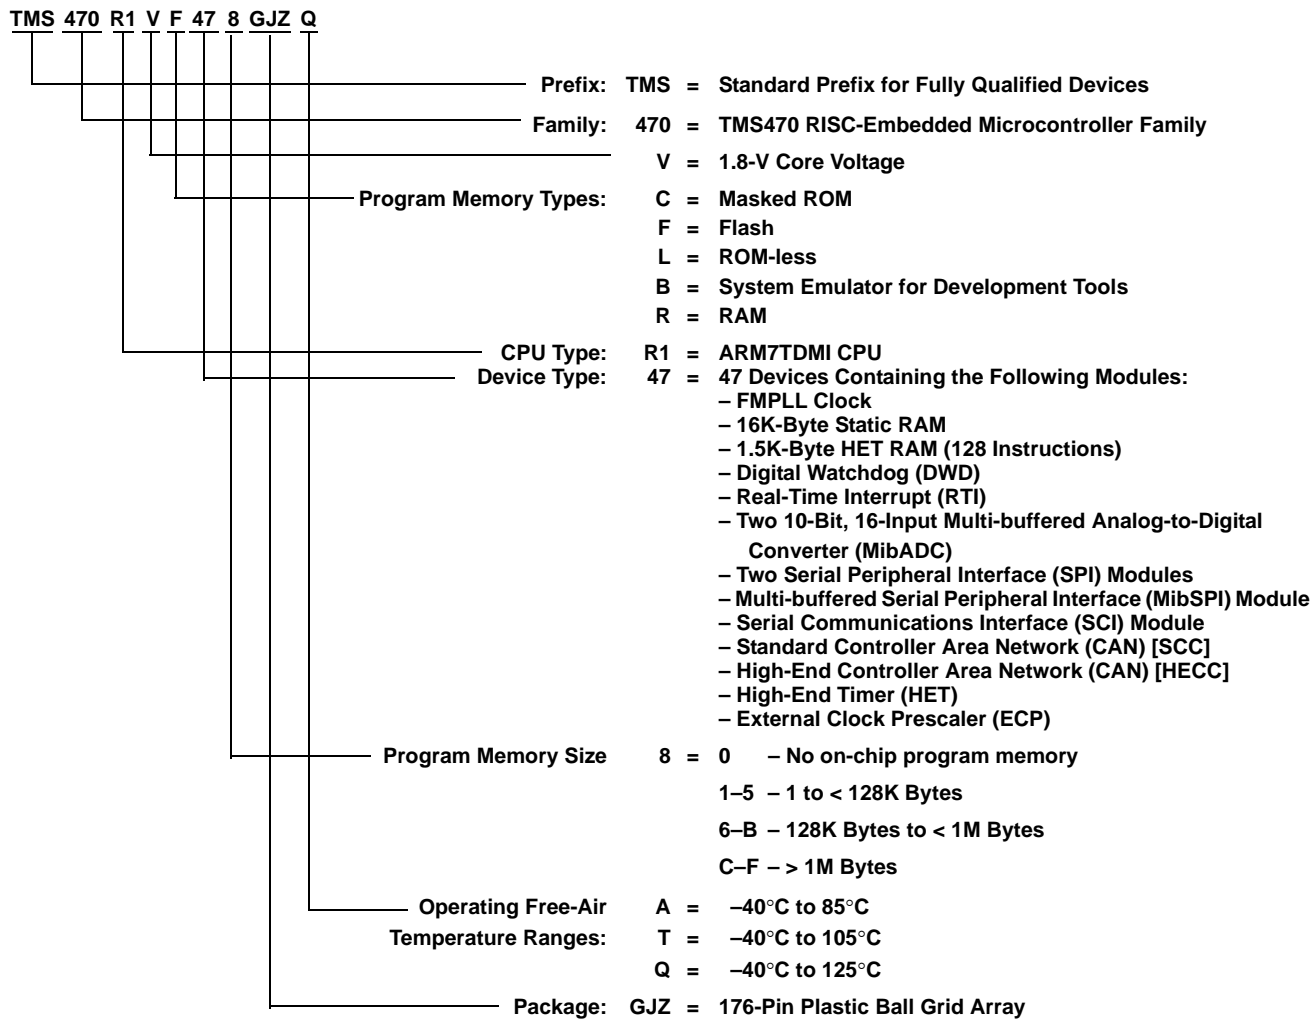 TMS 470 R1 V F 47 8 GJZ Q
Prefix: TMS = Standard Prefix for Fully Qualified Devices
Family: 470 = TMS470 RISC-Embedded Microcontroller Family
V = 1.8-V Core Voltage
Program Memory Types: C = Masked ROM
F = Flash
L = ROM-less
B = System Emulator for Development Tools
R = RAM
CPU Type: R1 = ARM7TDMI CPU
Device Type: 47 = 47 Devices Containing the Following Modules:
– FMPLL Clock
– 16K-Byte Static RAM
– 1.5K-Byte HET RAM (128 Instructions)
– Digital Watchdog (DWD)
– Real-Time Interrupt (RTI)
– Two 10-Bit, 16-Input Multi-buffered Analog-to-Digital
Converter (MibADC)
– Two Serial Peripheral Interface (SPI) Modules
– Multi-buffered Serial Peripheral Interface (MibSPI) Module
– Serial Communications Interface (SCI) Module
– Standard Controller Area Network (CAN) [SCC]
– High-End Controller Area Network (CAN) [HECC]
– High-End Timer (HET)
– External Clock Prescaler (ECP)
Program Memory Size 8 = 0 – No on-chip program memory
1–5 – 1 to < 128K Bytes
6–B – 128K Bytes to < 1M Bytes
C–F – > 1M Bytes
Operating Free-Air A = –40°C to 85°C
Temperature Ranges: T = –40°C to 105°C
Q = –40°C to 125°C
Package: GJZ = 176-Pin Plastic Ball Grid Array